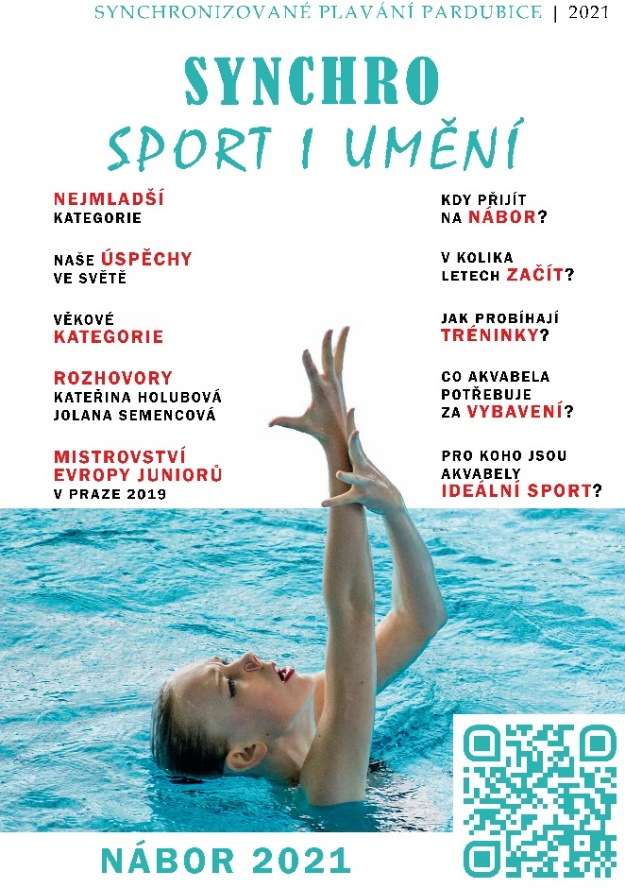 SYNCHRONIZOVANÉ PLAVÁNÍ PARDUBICE | 2021
SYNCHRO
SPORT I UMĚNÍ
NEJMLADŠÍ
KATEGORIE
NAŠE ÚSPĚCHY
VE SVĚTĚ
VĚKOVÉ
KATEGORIE
ROZHOVORY
KATEŘINA HOLUBOVÁ
JOLANA SEMENCOVÁ
MISTROVSTVÍ
EVROPY JUNIORŮ
V PRAZE 2019
KDY PŘIJÍT
NA NÁBOR?
V KOLIKA
LETECH ZAČÍT?
JAK PROBÍHAJÍ
TRÉNINKY?
CO AKVABELA
POTŘEBUJE
ZA VYBAVENÍ?
PRO KOHO JSOU
AKVABELY
IDEÁLNÍ SPORT?
NÁBOR 2021